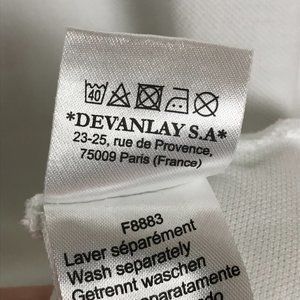 40
*DEVANLAY S.A*
23-25, rue de Provence,
75009 Paris (France)
F8883
Laver séparément
Wash separately
Getrennt waschen